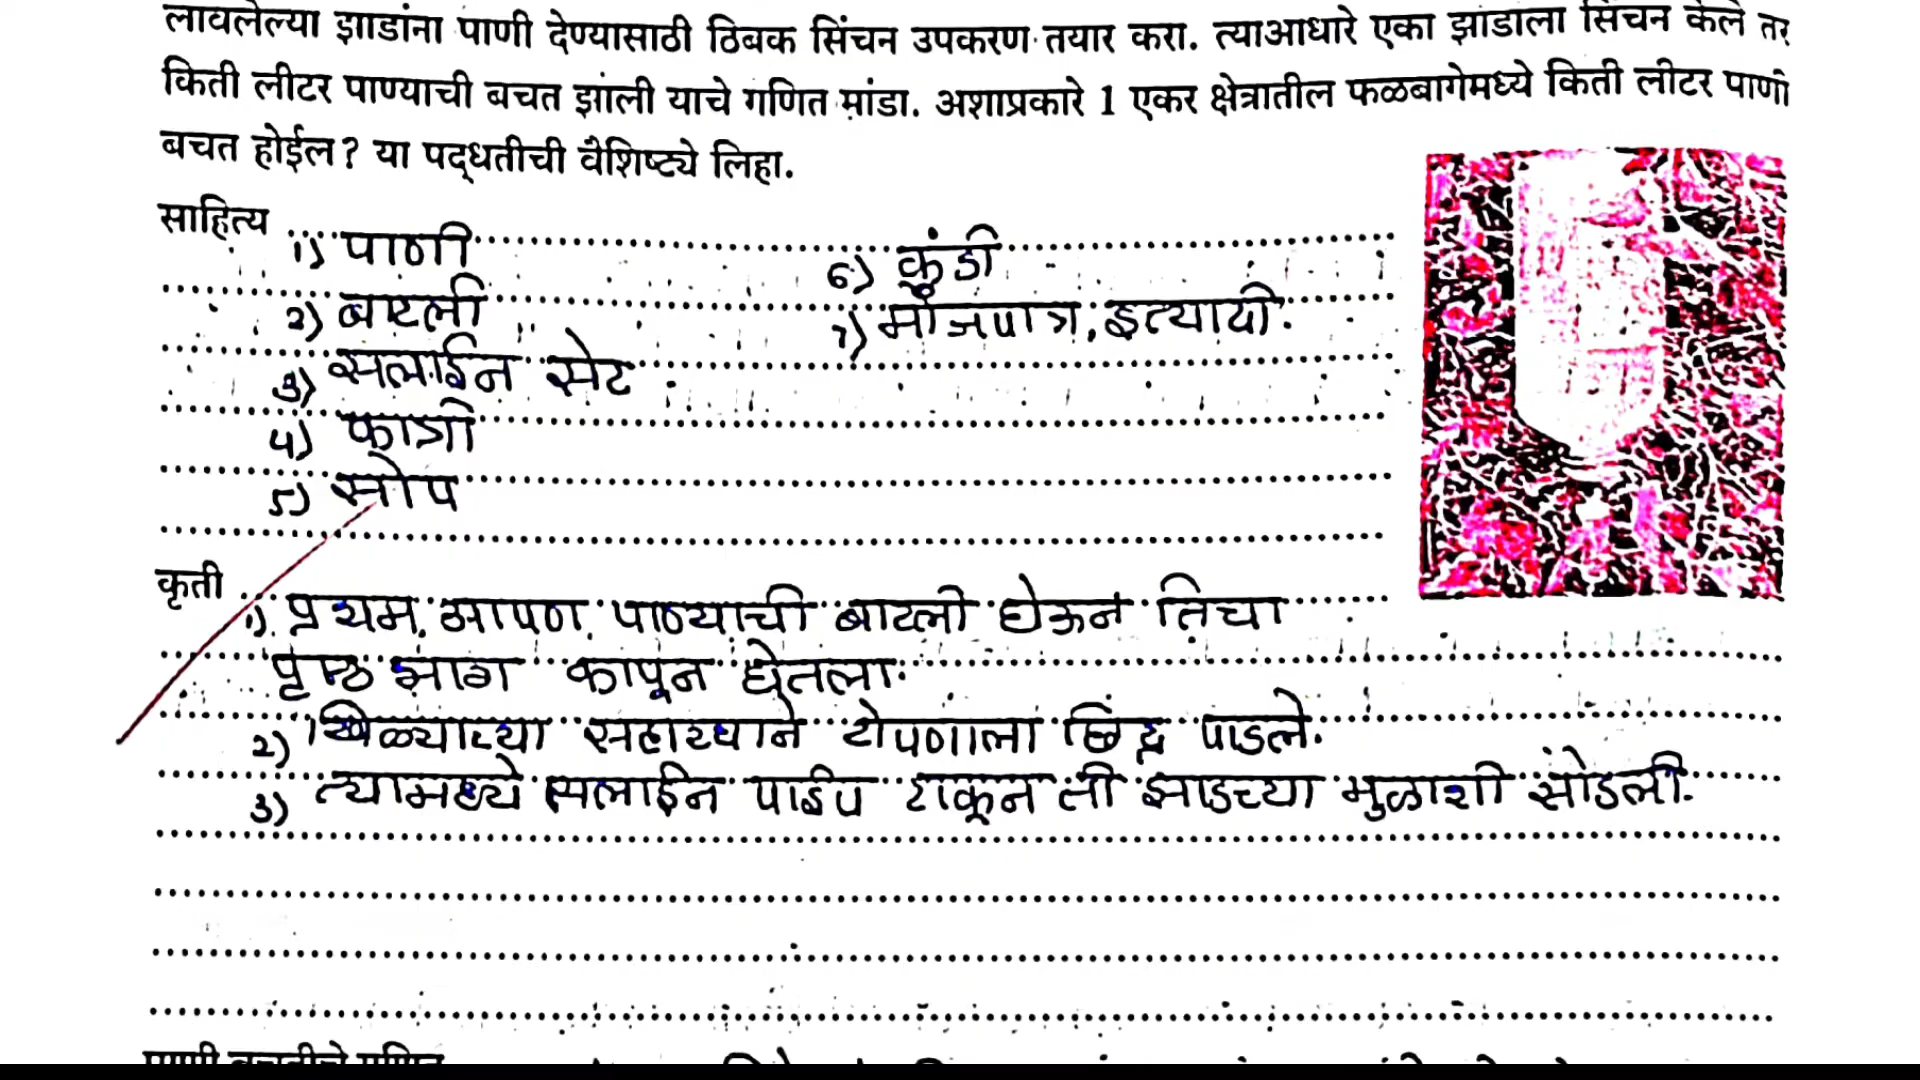 लावलेल्या झाडांना पाणी देण्यासाठी ठिबक सिंचन उपकरण तयार करा. त्याआधारे एका झाडाला सिंचन केले तर
किती लीटर पाण्याची बचत झाली याचे गणित मांडा. अशाप्रकारे 1 एकर क्षेत्रातील फळबागेमध्ये किती लीटर पाणी
बचत होईल? या पद्धतीची वैशिष्ट्ये लिहा.
साहित्य
1) पाणी 6) कुंडी
2) बाटली 7) मोजपात्र, इत्यादी.
3) सलाईन सेट
4) कात्री
5) रोप
कृती
1) प्रथम आपण पाण्याची बाटली घेऊन तिचा
पृष्ठ भाग कापून घेतला.
2) खिळ्याच्या सहाय्याने टोपणाला छिद्र पाडले.
3) त्यामध्ये सलाईन पाईप टाकून ती झाडच्या मुळाशी सोडली.